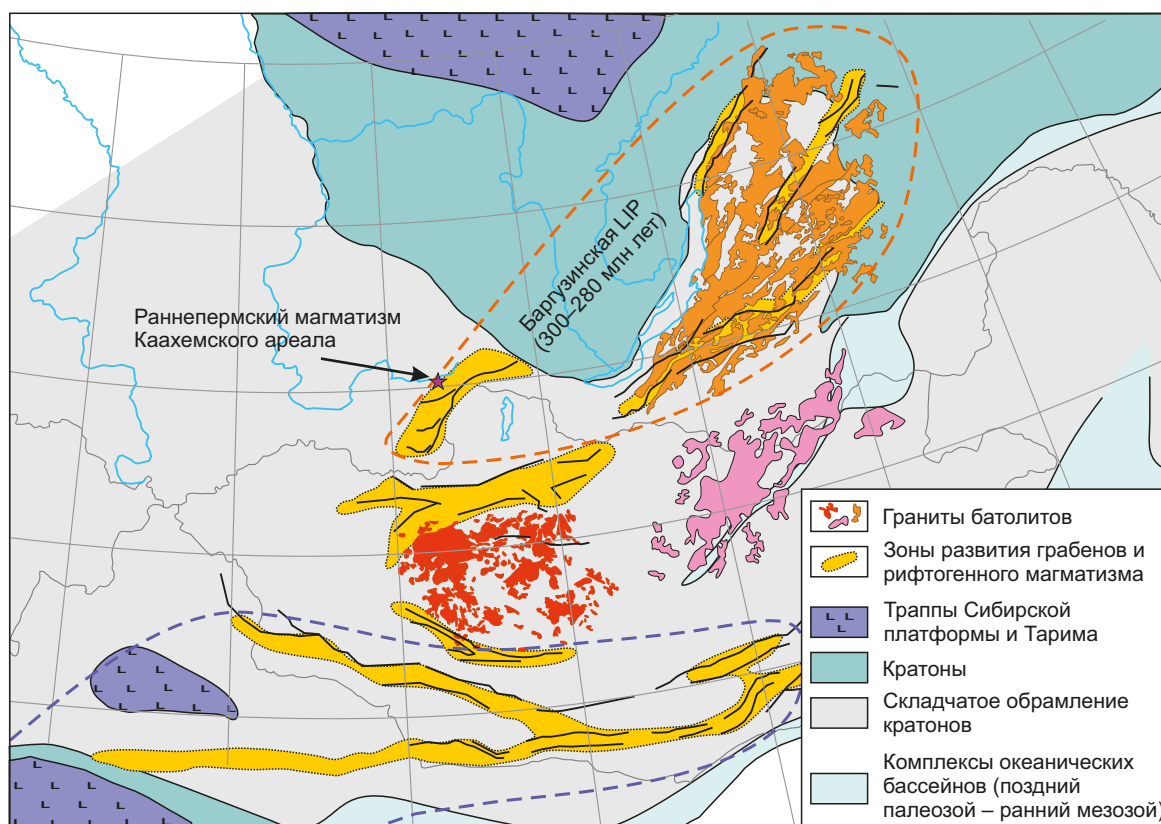 Раннепермский магматизм
Каахемского ареала
Баргузинская LIP
(300–280 млн лет)
Граниты батолитов
Зоны развития грабенов и
рифтогенного магматизма
Траппы Сибирской
платформы и Тарима
Кратоны
Складчатое обрамление
кратонов
Комплексы океанических
бассейнов (поздний
палеозой – ранний мезозой)